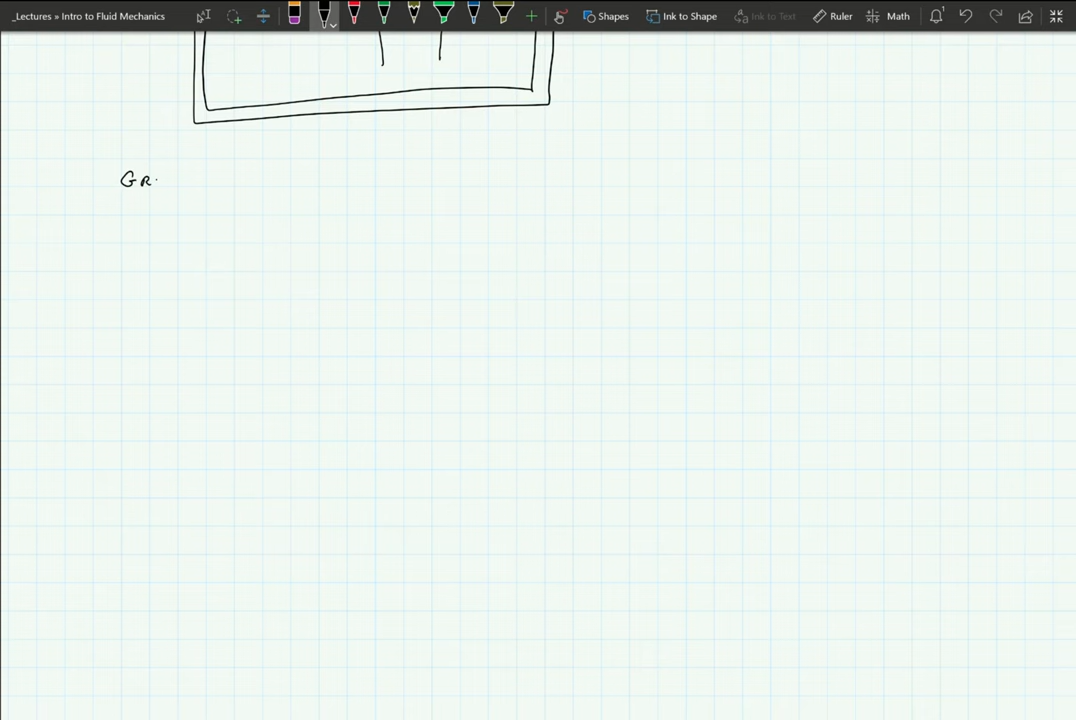 _Lectures » Intro to Fluid Mechanics
Shapes
Ink to Shape
Ink to Text
Ruler
Math
GR